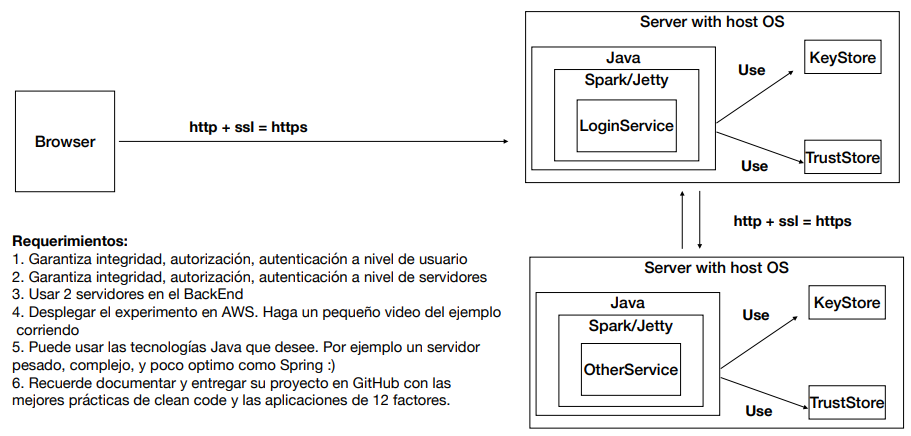 Server with host OS
Java
KeyStore
Spark/Jetty
Use
LoginService
http + ssl = https
Browser
Use
TrustStore
http + ssl = https
Requerimientos:
1. Garantiza integridad, autorización, autenticación a nivel de usuario
2. Garantiza integridad, autorización, autenticación a nivel de servidores
3. Usar 2 servidores en el BackEnd
4. Desplegar el experimento en AWS. Haga un pequeño video del ejemplo
corriendo
5. Puede usar las tecnologías Java que desee. Por ejemplo un servidor
pesado, complejo, y poco optimo como Spring :)
6. Recuerde documentar y entregar su proyecto en GitHub con las
mejores prácticas de clean code y las aplicaciones de 12 factores.
Server with host OS
Java
KeyStore
Spark/Jetty
Use
OtherService
Use
TrustStore